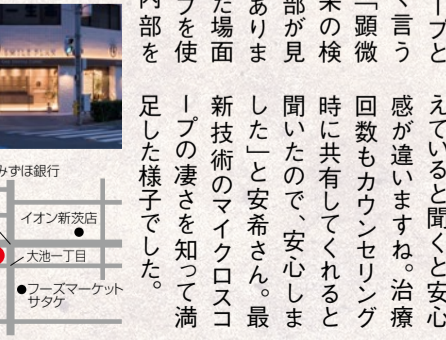 ープと
く言う
「顕微
来の検
部が見
ありま
た場面
プを使
内部を
えていると聞くと安心
感が違いますね。治療
回数もカウンセリング
時に共有してくれると
聞いたので、安心しま
した」と安希さん。最
新技術のマイクロスコ
ープの凄さを知って満
足した様子でした。
みずほ銀行
イオン新茨店
大池一丁目
フーズマーケット
サタケ